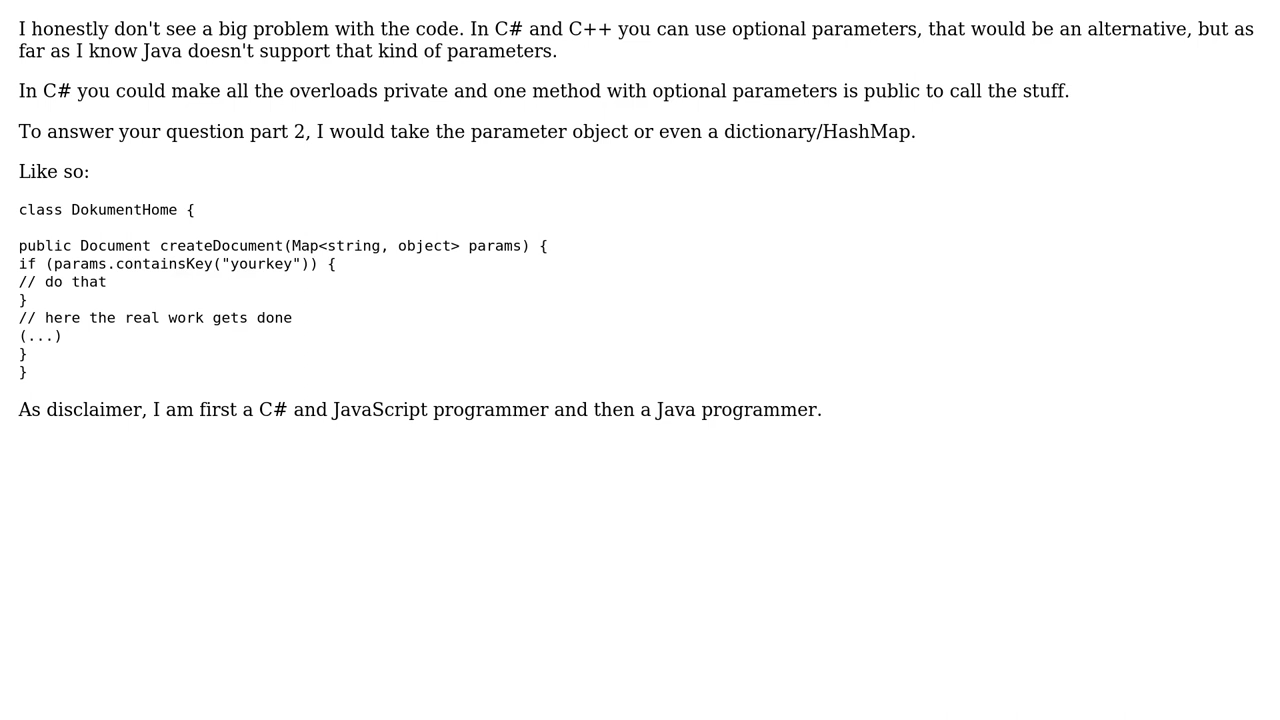 I honestly don't see a big problem with the code. In C# and C++ you can use optional parameters, that would be an alternative, but as
far as I know Java doesn't support that kind of parameters.
In C# you could make all the overloads private and one method with optional parameters is public to call the stuff.
To answer your question part 2, I would take the parameter object or even a dictionary/HashMap.
Like so:
class DokumentHome {
public Document createDocument(Map<string, object> params) {
if (params.containsKey("yourkey")) {
// do that
}
// here the real work gets done
(...)
}
}
As disclaimer, I am first a C# and JavaScript programmer and then a Java programmer.